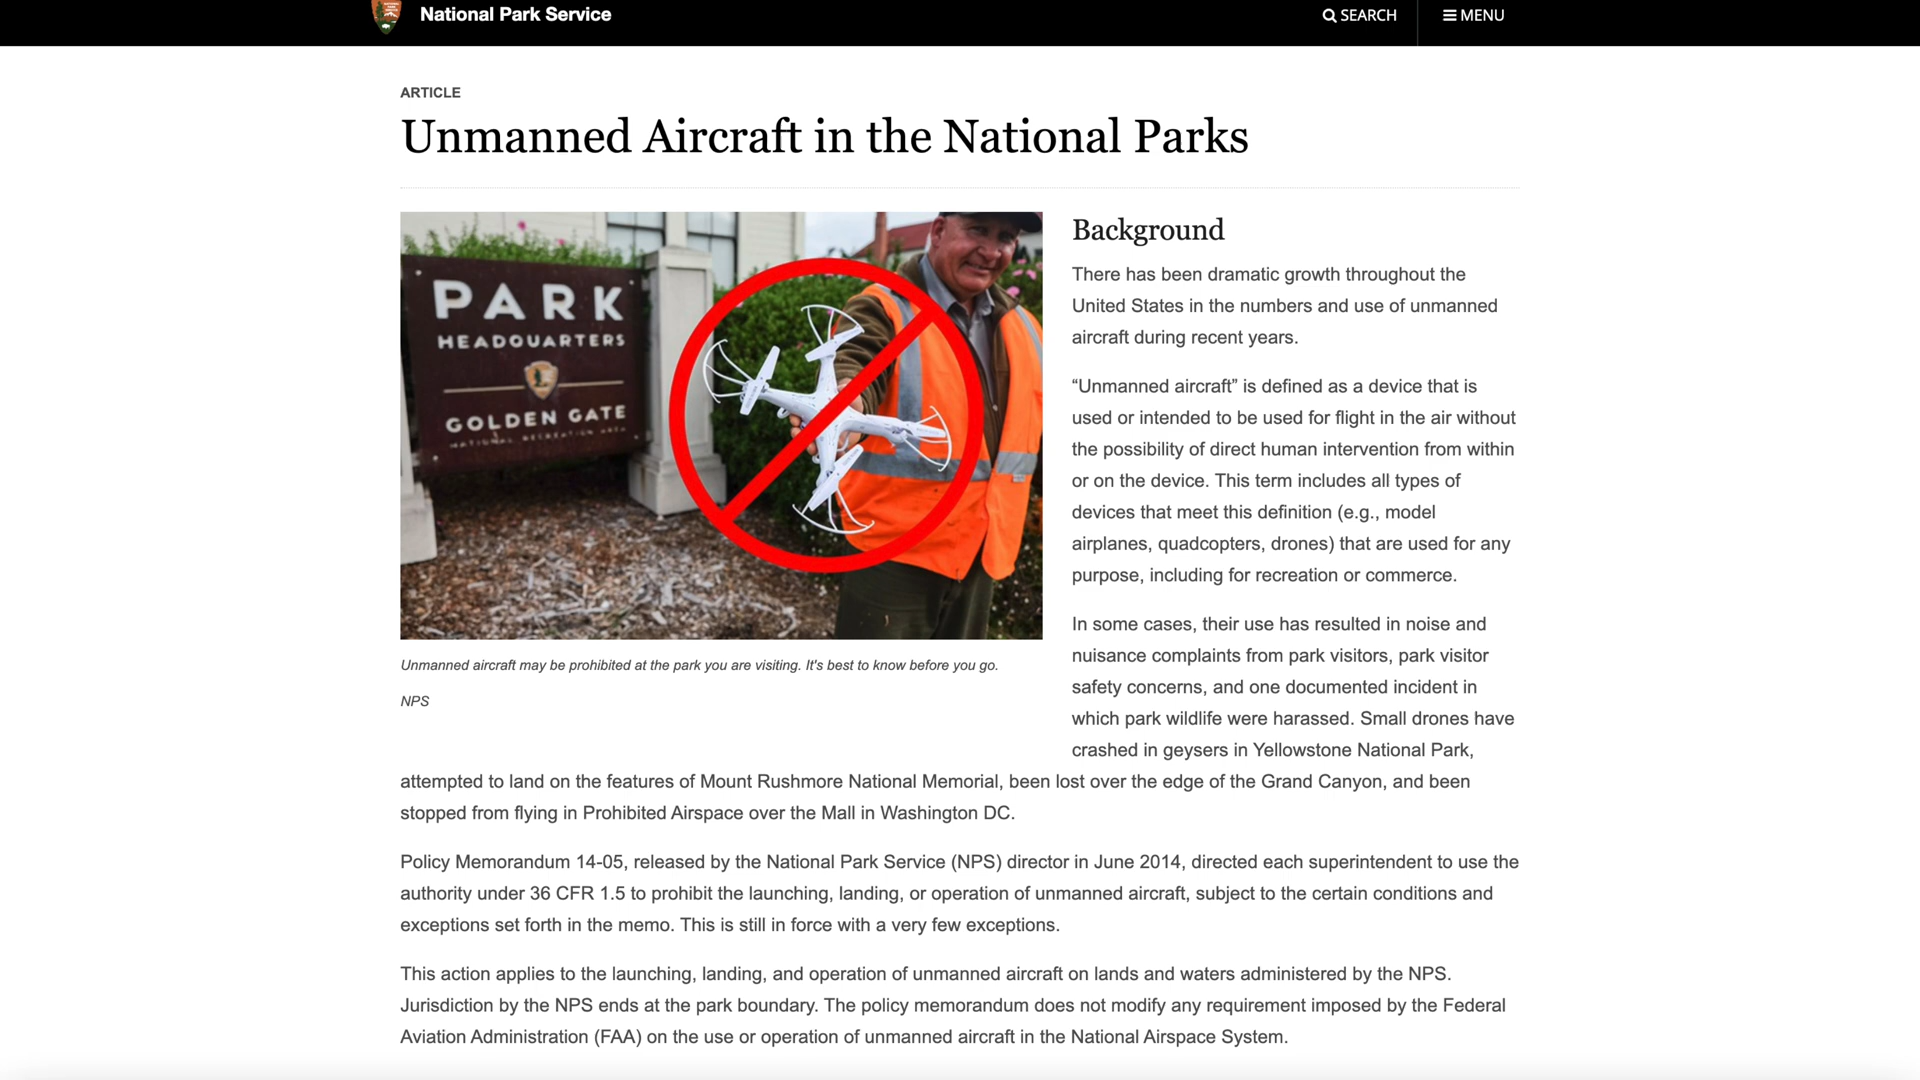 National Park Service
SEARCH
MENU
ARTICLE
Unmanned Aircraft in the National Parks
PARK
HEADQUARTERS
GOLDEN GATE
NATIONAL RECREATION AREA
Unmanned aircraft may be prohibited at the park you are visiting. It's best to know before you go.
NPS
Background
There has been dramatic growth throughout the
United States in the numbers and use of unmanned
aircraft during recent years.
“Unmanned aircraft” is defined as a device that is
used or intended to be used for flight in the air without
the possibility of direct human intervention from within
or on the device. This term includes all types of
devices that meet this definition (e.g., model
airplanes, quadcopters, drones) that are used for any
purpose, including for recreation or commerce.
In some cases, their use has resulted in noise and
nuisance complaints from park visitors, park visitor
safety concerns, and one documented incident in
which park wildlife were harassed. Small drones have
crashed in geysers in Yellowstone National Park,
attempted to land on the features of Mount Rushmore National Memorial, been lost over the edge of the Grand Canyon, and been
stopped from flying in Prohibited Airspace over the Mall in Washington DC.
Policy Memorandum 14-05, released by the National Park Service (NPS) director in June 2014, directed each superintendent to use the
authority under 36 CFR 1.5 to prohibit the launching, landing, or operation of unmanned aircraft, subject to the certain conditions and
exceptions set forth in the memo. This is still in force with a very few exceptions.
This action applies to the launching, landing, and operation of unmanned aircraft on lands and waters administered by the NPS.
Jurisdiction by the NPS ends at the park boundary. The policy memorandum does not modify any requirement imposed by the Federal
Aviation Administration (FAA) on the use or operation of unmanned aircraft in the National Airspace System.